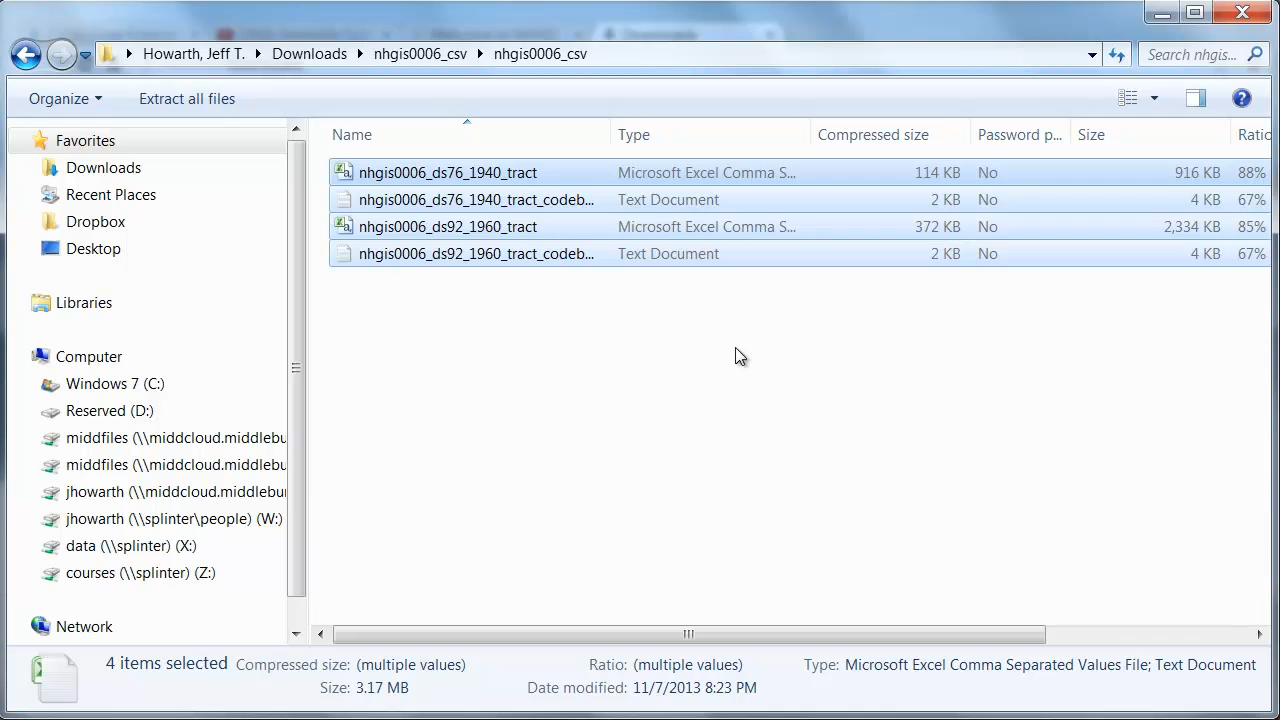 Howarth, Jeff T. Downloads nhgis0006_csv nhgis0006_csv
Search nhgis...
Organize Extract all files
Name Type Compressed size Password p... Size Ratio
Favorites
Downloads
Recent Places
Dropbox
Desktop
Libraries
Computer
Windows 7 (C:)
Reserved (D:)
middfiles (\\middcloud.middlebu
middfiles (\\middcloud.middlebu
jhowarth (\\middcloud.middlebur
jhowarth (\\splinter\people) (W:)
data (\\splinter) (X:)
courses (\\splinter) (Z:)
Network
nhgis0006_ds76_1940_tract Microsoft Excel Comma S... 114 KB No 916 KB 88%
nhgis0006_ds76_1940_tract_codeb... Text Document 2 KB No 4 KB 67%
nhgis0006_ds92_1960_tract Microsoft Excel Comma S... 372 KB No 2,334 KB 85%
nhgis0006_ds92_1960_tract_codeb... Text Document 2 KB No 4 KB 67%
4 items selected Compressed size: (multiple values) Ratio: (multiple values) Type: Microsoft Excel Comma Separated Values File; Text Document
Size: 3.17 MB Date modified: 11/7/2013 8:23 PM